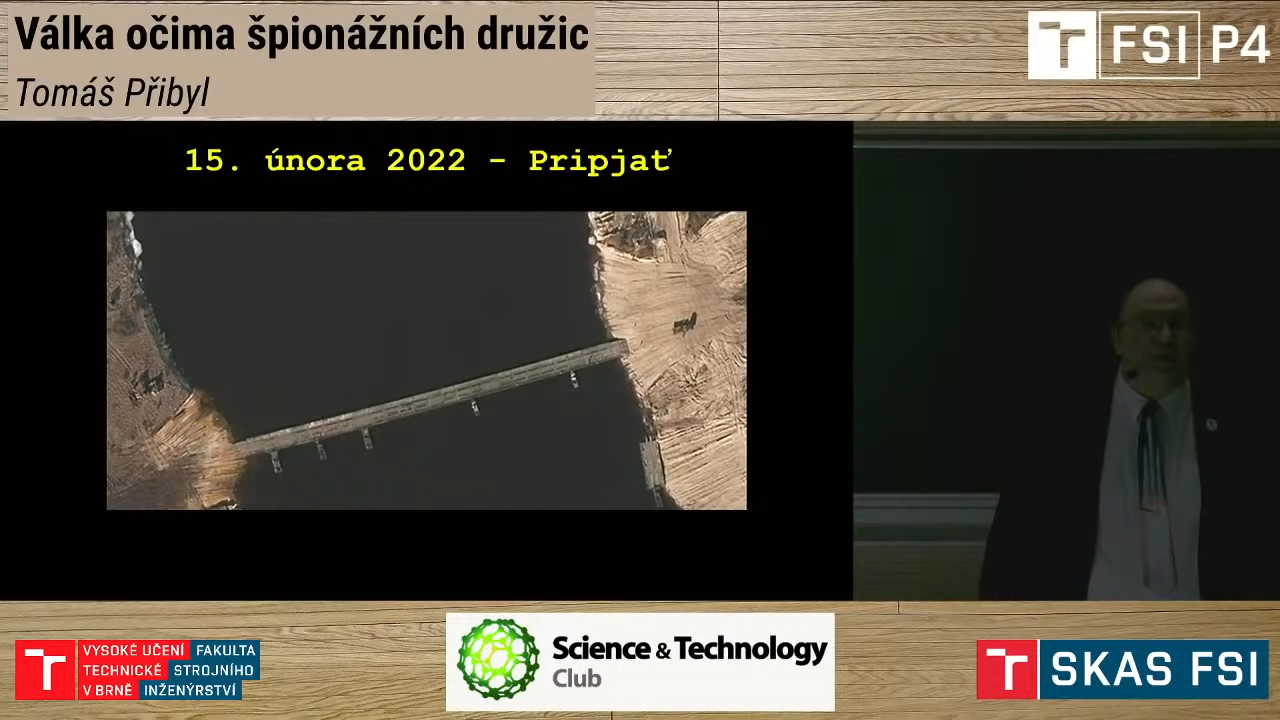 Válka očima špionážních družic
Tomáš Přibyl
FSI P4
15. února 2022 - Pripjať
VYSOKÉ UČENÍ FAKULTA
TECHNICKÉ STROJNÍHO
V BRNĚ INŽENÝRSTVÍ
Science & Technology
Club
SKAS FSI